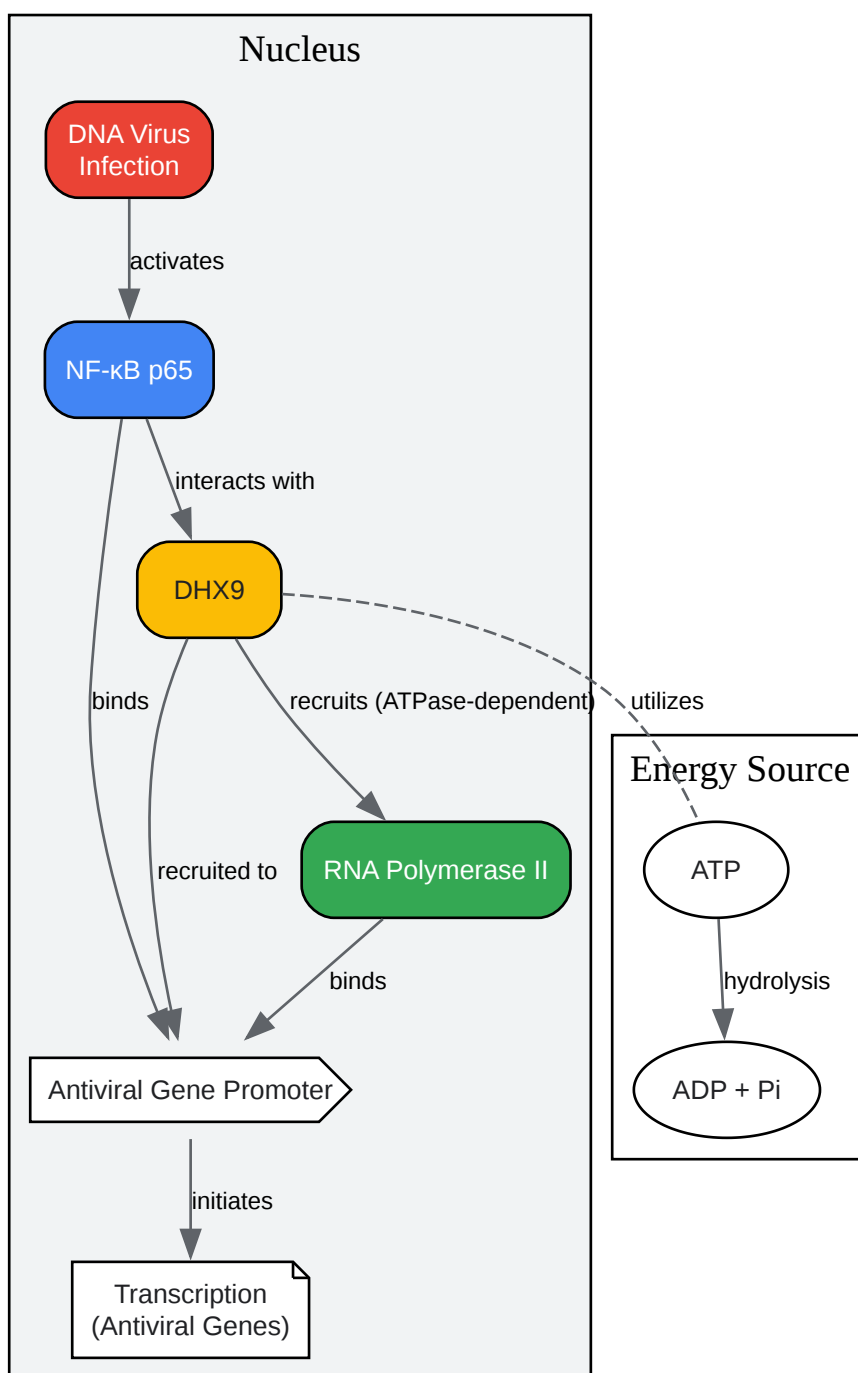 Nucleus
DNA Virus
Infection
activates
NF-κB p65
interacts with
DHX9
binds
recruits (ATPase-dependent)
utilizes
Energy Source
recruited to
RNA Polymerase II
ATP
binds
hydrolysis
Antiviral Gene Promoter
ADP + Pi
initiates
Transcription
(Antiviral Genes)